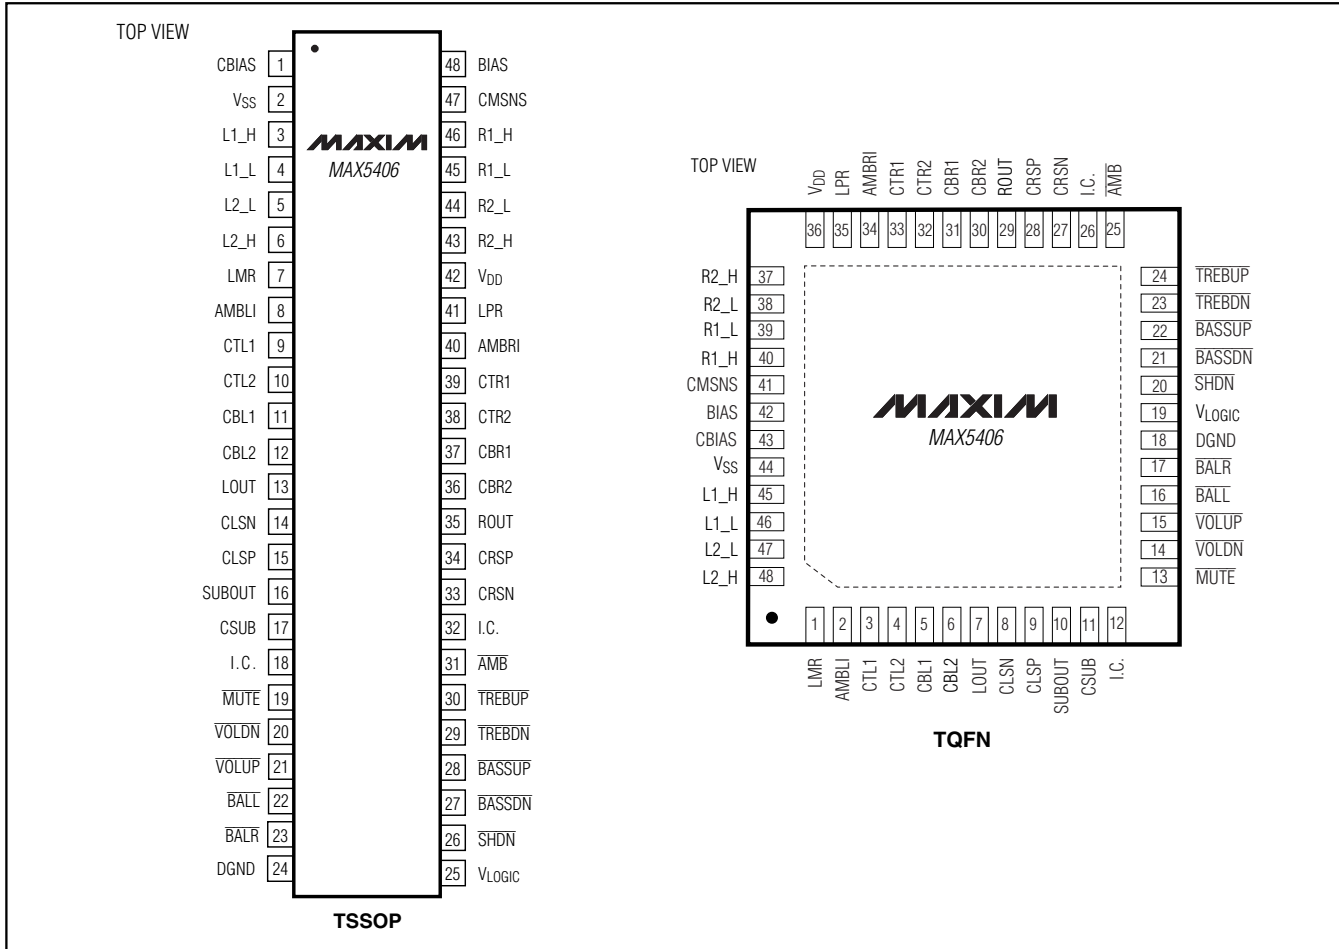 TOP VIEW
CBIAS 1
VSS 2
L1_H 3
L1_L 4
L2_L 5
L2_H 6
LMR 7
AMBLI 8
CTL1 9
CTL2 10
CBL1 11
CBL2 12
LOUT 13
CLSN 14
CLSP 15
SUBOUT 16
CSUB 17
I.C. 18
MUTE 19
VOLDN 20
VOLUP 21
BALL 22
BALR 23
DGND 24
MAXIM
MAX5406
48 BIAS
47 CMSNS
46 R1_H
45 R1_L
44 R2_L
43 R2_H
42 VDD
41 LPR
40 AMBRI
39 CTR1
38 CTR2
37 CBR1
36 CBR2
35 ROUT
34 CRSP
33 CRSN
32 I.C.
31 AMB
30 TREBUP
29 TREBDN
28 BASSUP
27 BASSDN
26 SHDN
25 VLOGIC
TSSOP
TOP VIEW
VDD LPR AMBRI CTR1 CTR2 CBR1 CBR2 ROUT CRSP CRSN I.C. AMB
36 35 34 33 32 31 30 29 28 27 26 25
R2_H 37
R2_L 38
R1_L 39
R1_H 40
CMSNS 41
BIAS 42
CBIAS 43
VSS 44
L1_H 45
L1_L 46
L2_L 47
L2_H 48
MAXIM
MAX5406
24 TREBUP
23 TREBDN
22 BASSUP
21 BASSDN
20 SHDN
19 VLOGIC
18 DGND
17 BALR
16 BALL
15 VOLUP
14 VOLDN
13 MUTE
1 2 3 4 5 6 7 8 9 10 11 12
LMR AMBLI CTL1 CTL2 CBL1 CBL2 LOUT CLSN CLSP SUBOUT CSUB I.C.
TQFN